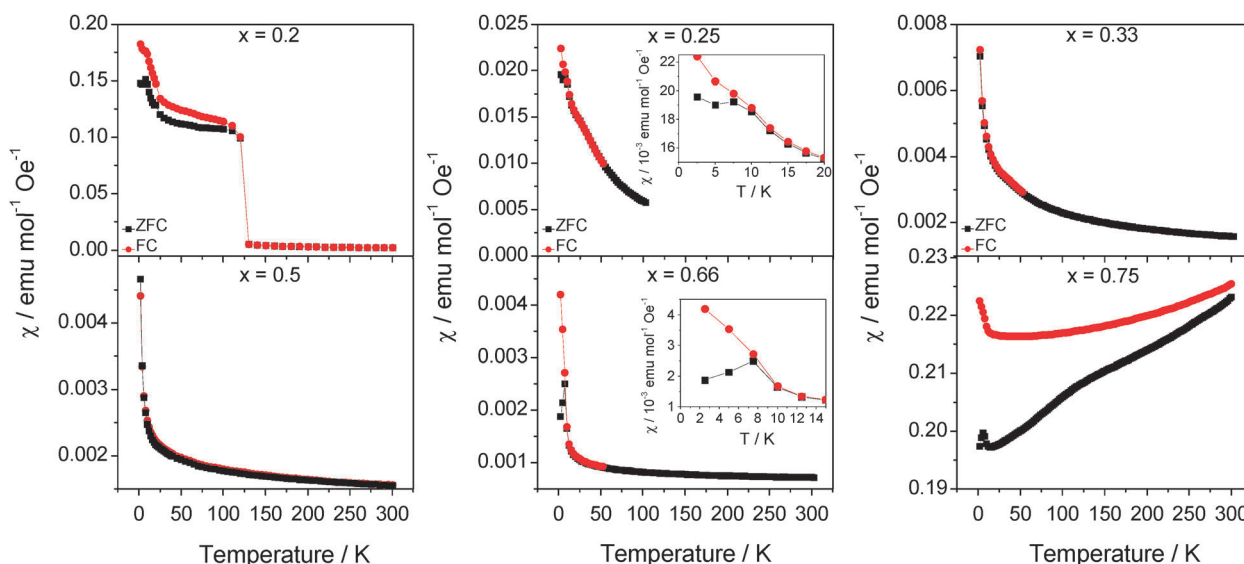 0.20
0.15
0.10
0.05
0.00
x = 0.2
ZFC
FC
0.025
0.020
0.015
0.010
0.005
0.000
x = 0.25
ZFC
FC
22
20
18
16
χ / 10⁻³ emu mol⁻¹ Oe⁻¹
0 5 10 15 20
T / K
0.0072
0.0054
0.0036
0.0018
x = 0.33
ZFC
FC
χ / emu mol⁻¹ Oe⁻¹
χ / emu mol⁻¹ Oe⁻¹
χ / emu mol⁻¹ Oe⁻¹
0.004
0.003
0.002
x = 0.5
0 50 100 150 200 250 300
Temperature / K
0.004
0.003
0.002
0.001
x = 0.66
4
3
2
1
χ / 10⁻³ emu mol⁻¹ Oe⁻¹
2 4 6 8 10 12 14
T / K
0 50 100 150 200 250 300
Temperature / K
0.23
0.22
0.21
0.20
0.19
x = 0.75
0 50 100 150 200 250 300
Temperature / K